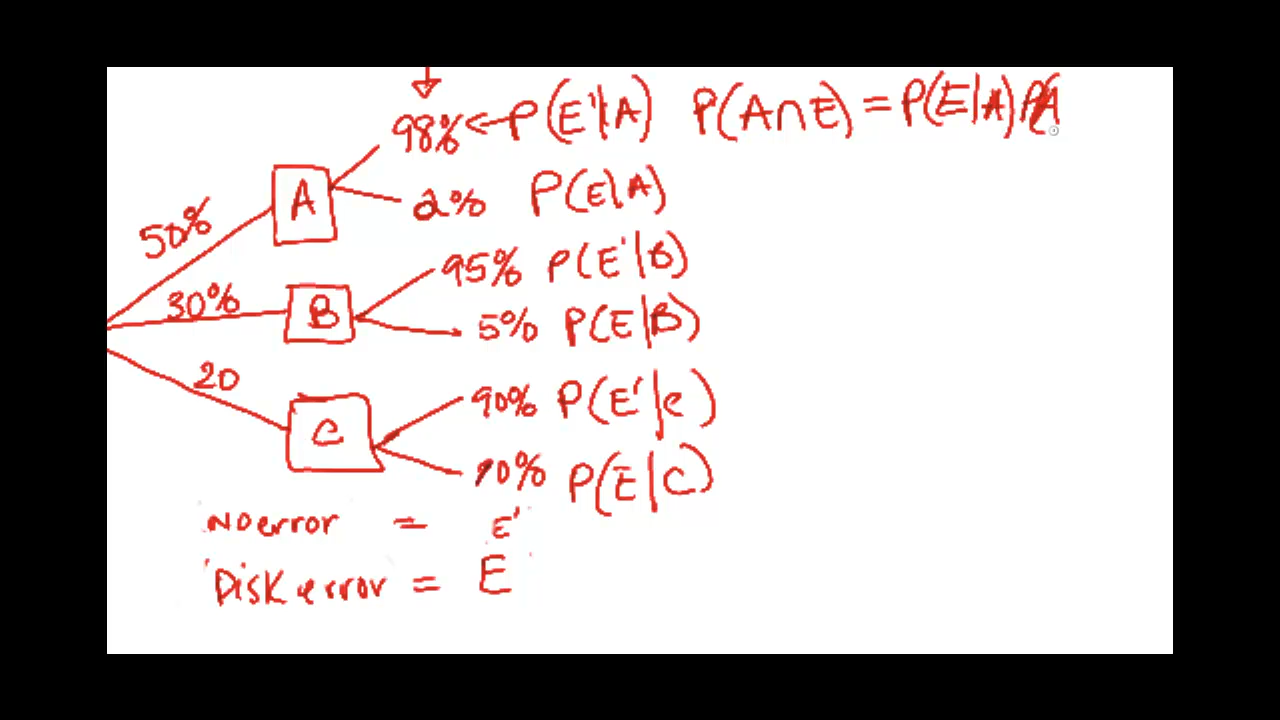 98% ← P(E'|A) P(A∩E) = P(E|A) P(A
A
2% P(E|A)
50%
95% P(E'|B)
30%
B
5% P(E|B)
20
90% P(E'|C)
C
10% P(E|C)
No error = E'
Disk error = E